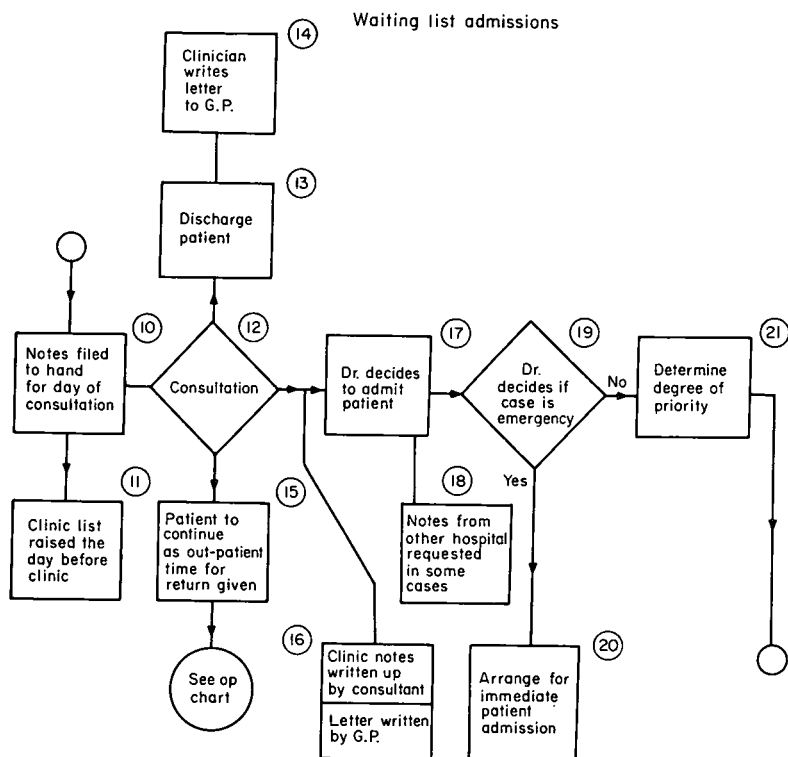 Waiting list admissions
14
Clinician
writes
letter
to G.P.
13
Discharge
patient
10
Notes filed
to hand
for day of
consultation
12
Consultation
17
Dr. decides
to admit
patient
19
Dr.
decides if
case is
emergency
No
Yes
21
Determine
degree of
priority
11
Clinic list
raised the
day before
clinic
15
Patient to
continue
as out-patient
time for
return given
18
Notes from
other hospital
requested
in some
cases
See op
chart
16
Clinic notes
written up
by consultant
Letter written
by G.P.
20
Arrange for
immediate
patient
admission